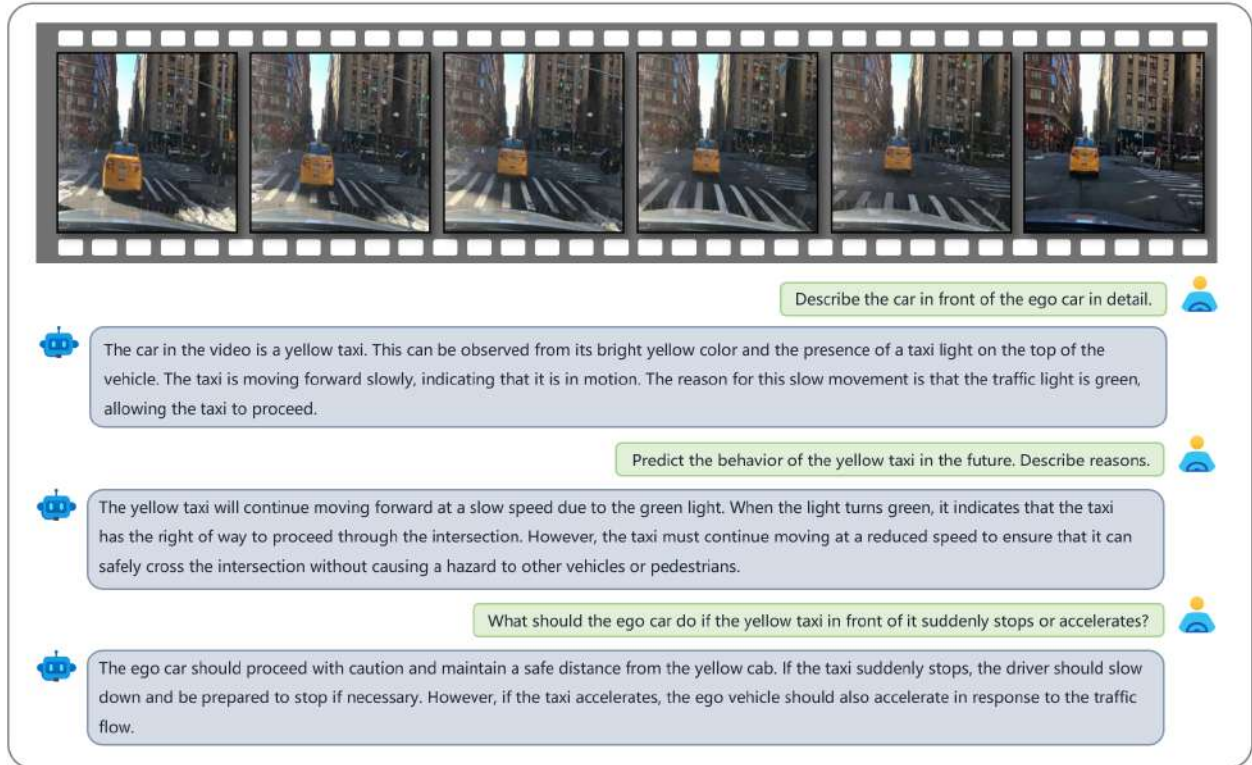 Describe the car in front of the ego car in detail.
The car in the video is a yellow taxi. This can be observed from its bright yellow color and the presence of a taxi light on the top of the
vehicle. The taxi is moving forward slowly, indicating that it is in motion. The reason for this slow movement is that the traffic light is green,
allowing the taxi to proceed.
Predict the behavior of the yellow taxi in the future. Describe reasons.
The yellow taxi will continue moving forward at a slow speed due to the green light. When the light turns green, it indicates that the taxi
has the right of way to proceed through the intersection. However, the taxi must continue moving at a reduced speed to ensure that it can
safely cross the intersection without causing a hazard to other vehicles or pedestrians.
What should the ego car do if the yellow taxi in front of it suddenly stops or accelerates?
The ego car should proceed with caution and maintain a safe distance from the yellow cab. If the taxi suddenly stops, the driver should slow
down and be prepared to stop if necessary. However, if the taxi accelerates, the ego vehicle should also accelerate in response to the traffic
flow.